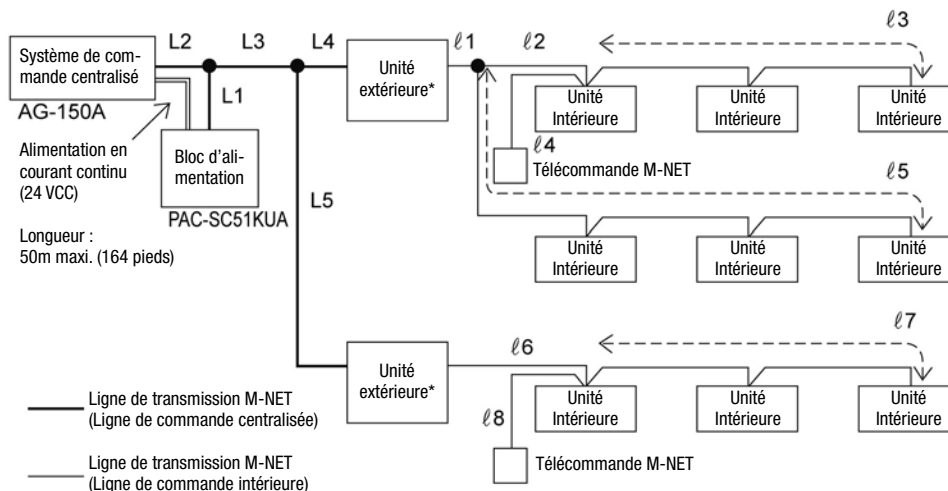 Système de com-
mande centralisé
AG-150A
L2
L3
L4
L1
Alimentation en
courant continu
(24 VCC)
Bloc d'ali-
mentation
PAC-SC51KUA
Longueur :
50m maxi. (164 pieds)
L5
Unité
extérieure*
ℓ1
ℓ2
ℓ3
Unité
Intérieure
Unité
Intérieure
Unité
Intérieure
ℓ4
Télécommande M-NET
ℓ5
Unité
Intérieure
Unité
Intérieure
Unité
Intérieure
Unité
extérieure*
ℓ6
ℓ7
Unité
Intérieure
Unité
Intérieure
Unité
Intérieure
ℓ8
Télécommande M-NET
Ligne de transmission M-NET
(Ligne de commande centralisée)
Ligne de transmission M-NET
(Ligne de commande intérieure)